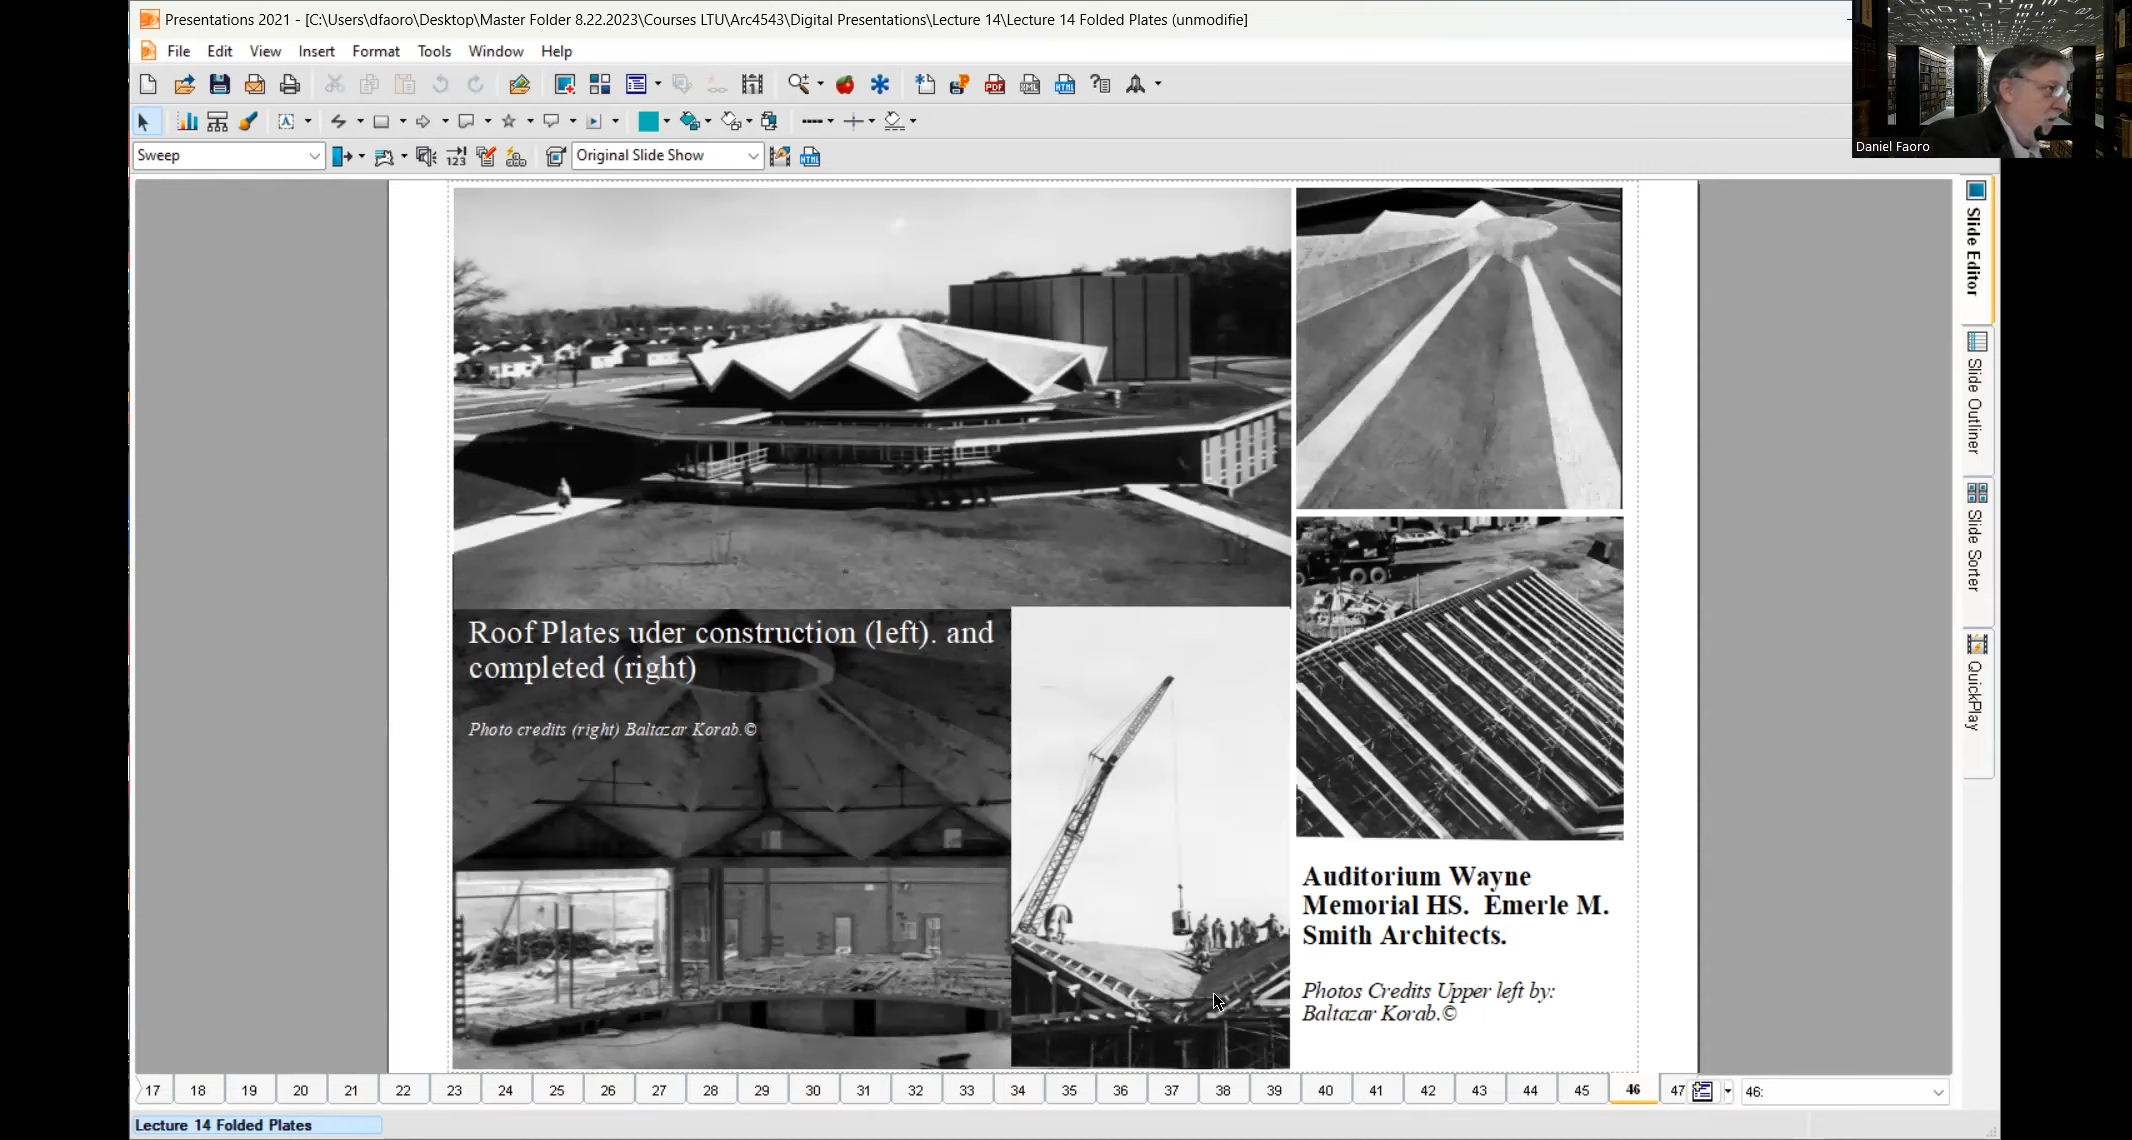 Presentations 2021 - [C:\Users\dfaoro\Desktop\Master Folder 8.22.2023\Courses LTU\Arc4543\Digital Presentations\Lecture 14\Lecture 14 Folded Plates (unmodifie]
File Edit View Insert Format Tools Window Help
Sweep
Original Slide Show
Daniel Faoro
Slide Editor
Slide Outliner
Slide Sorter
QuickPlay
Roof Plates uder construction (left). and
completed (right)
Photo credits (right) Baltazar Korab.©
Auditorium Wayne
Memorial HS. Emerle M.
Smith Architects.
Photos Credits Upper left by:
Baltazar Korab.©
17 18 19 20 21 22 23 24 25 26 27 28 29 30 31 32 33 34 35 36 37 38 39 40 41 42 43 44 45 46 47 46:
Lecture 14 Folded Plates